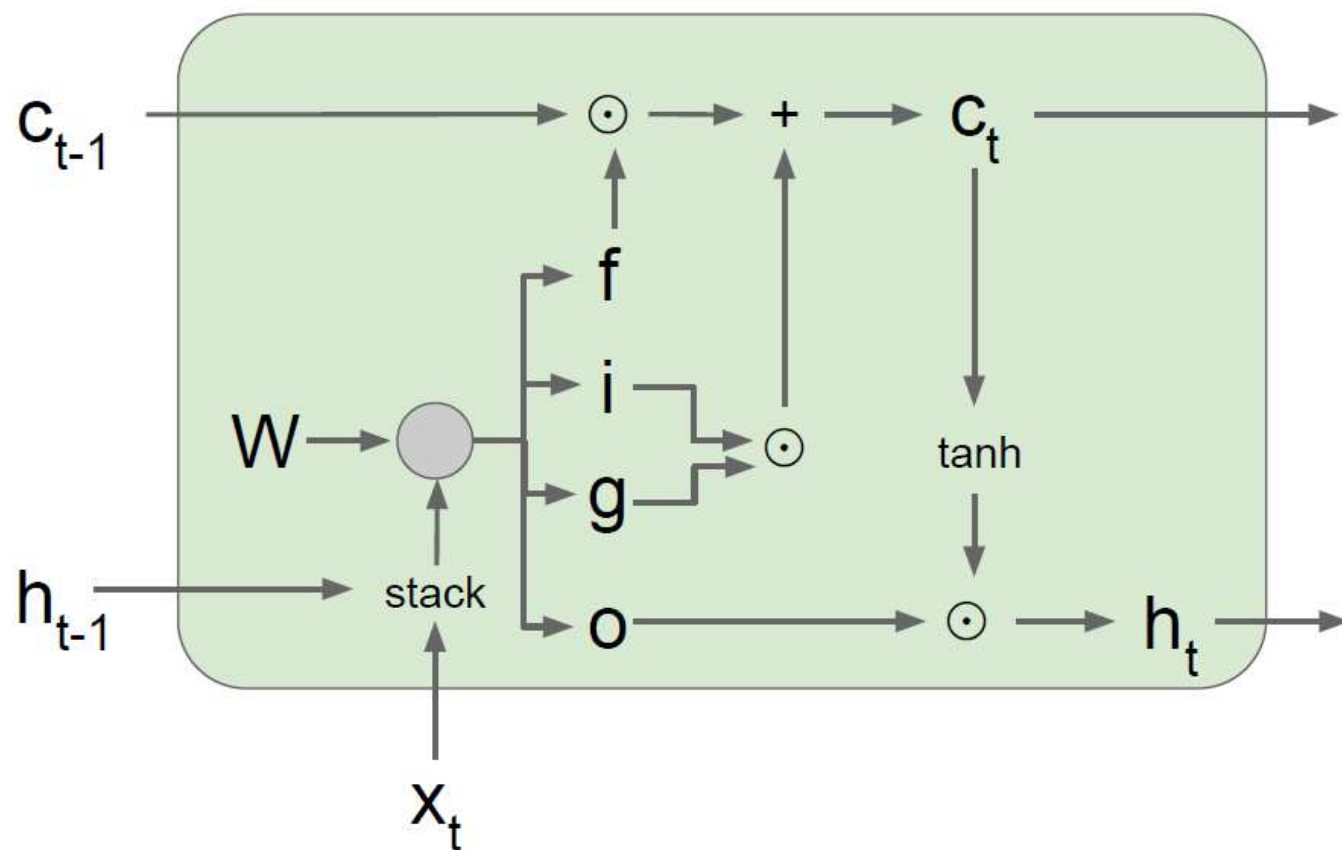 c_{t-1} ⊙ + c_t
f
i
W ⊙ tanh
g
h_{t-1} stack o ⊙ h_t
x_t